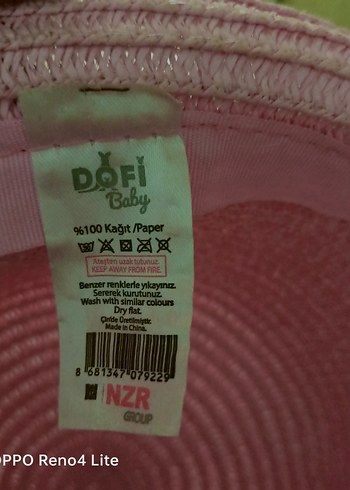 DOFi
Baby
%100 Kağıt /Paper
Ateşten uzak tutunuz.
KEEP AWAY FROM FIRE.
Benzer renklerle yıkayınız.
Sererek kurutunuz.
Wash with similar colours
Dry flat.
Çin'de Üretilmiştir.
Made in China.
8 681347 079229
NZR
GROUP
OPPO Reno4 Lite